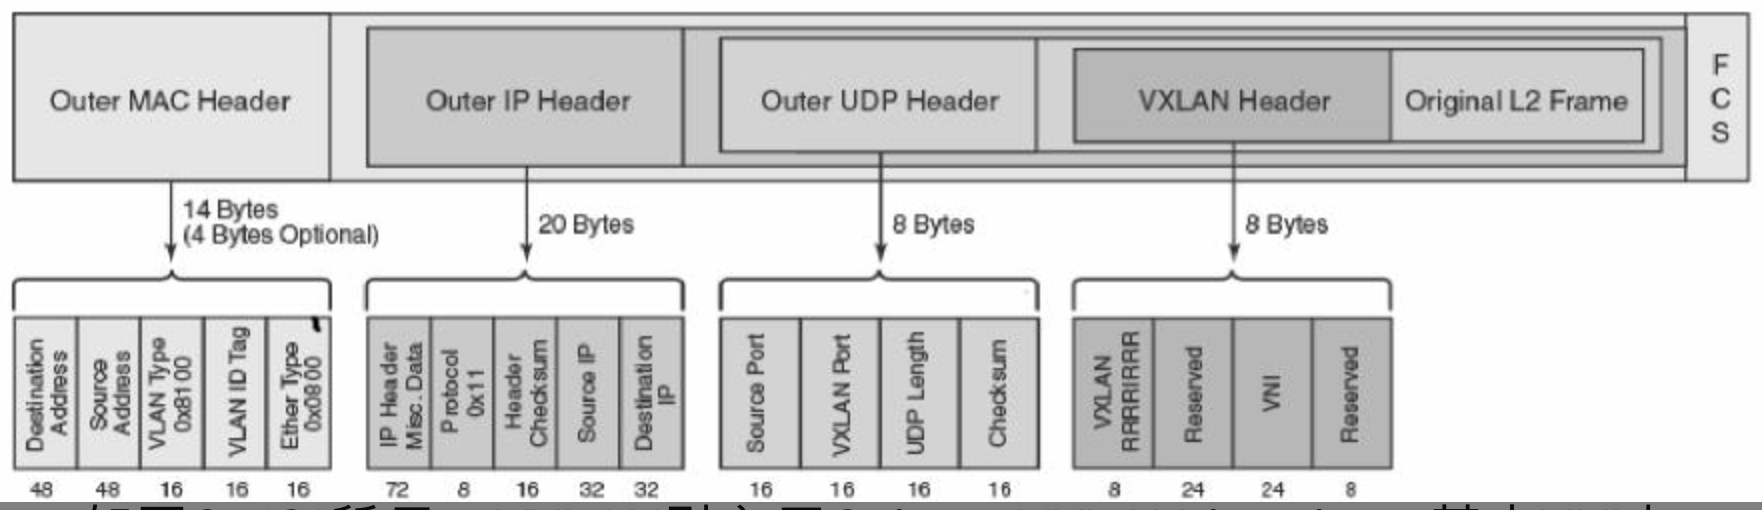 Outer MAC Header
Outer IP Header
Outer UDP Header
VXLAN Header
Original L2 Frame
F
C
S
14 Bytes
(4 Bytes Optional)
20 Bytes
8 Bytes
8 Bytes
Destination
Address
Source
Address
VLAN Type
0x8100
VLAN ID Tag
Ether Type
0x0800
IP Header
Misc. Data
Protocol
0x11
Header
Checksum
Source IP
Destination
IP
Source Port
VXLAN Port
UDP Length
Checksum
VXLAN
RRRRIRRR
Reserved
VNI
Reserved
48
48
16
16
16
72
8
16
32
32
16
16
16
16
8
24
24
8